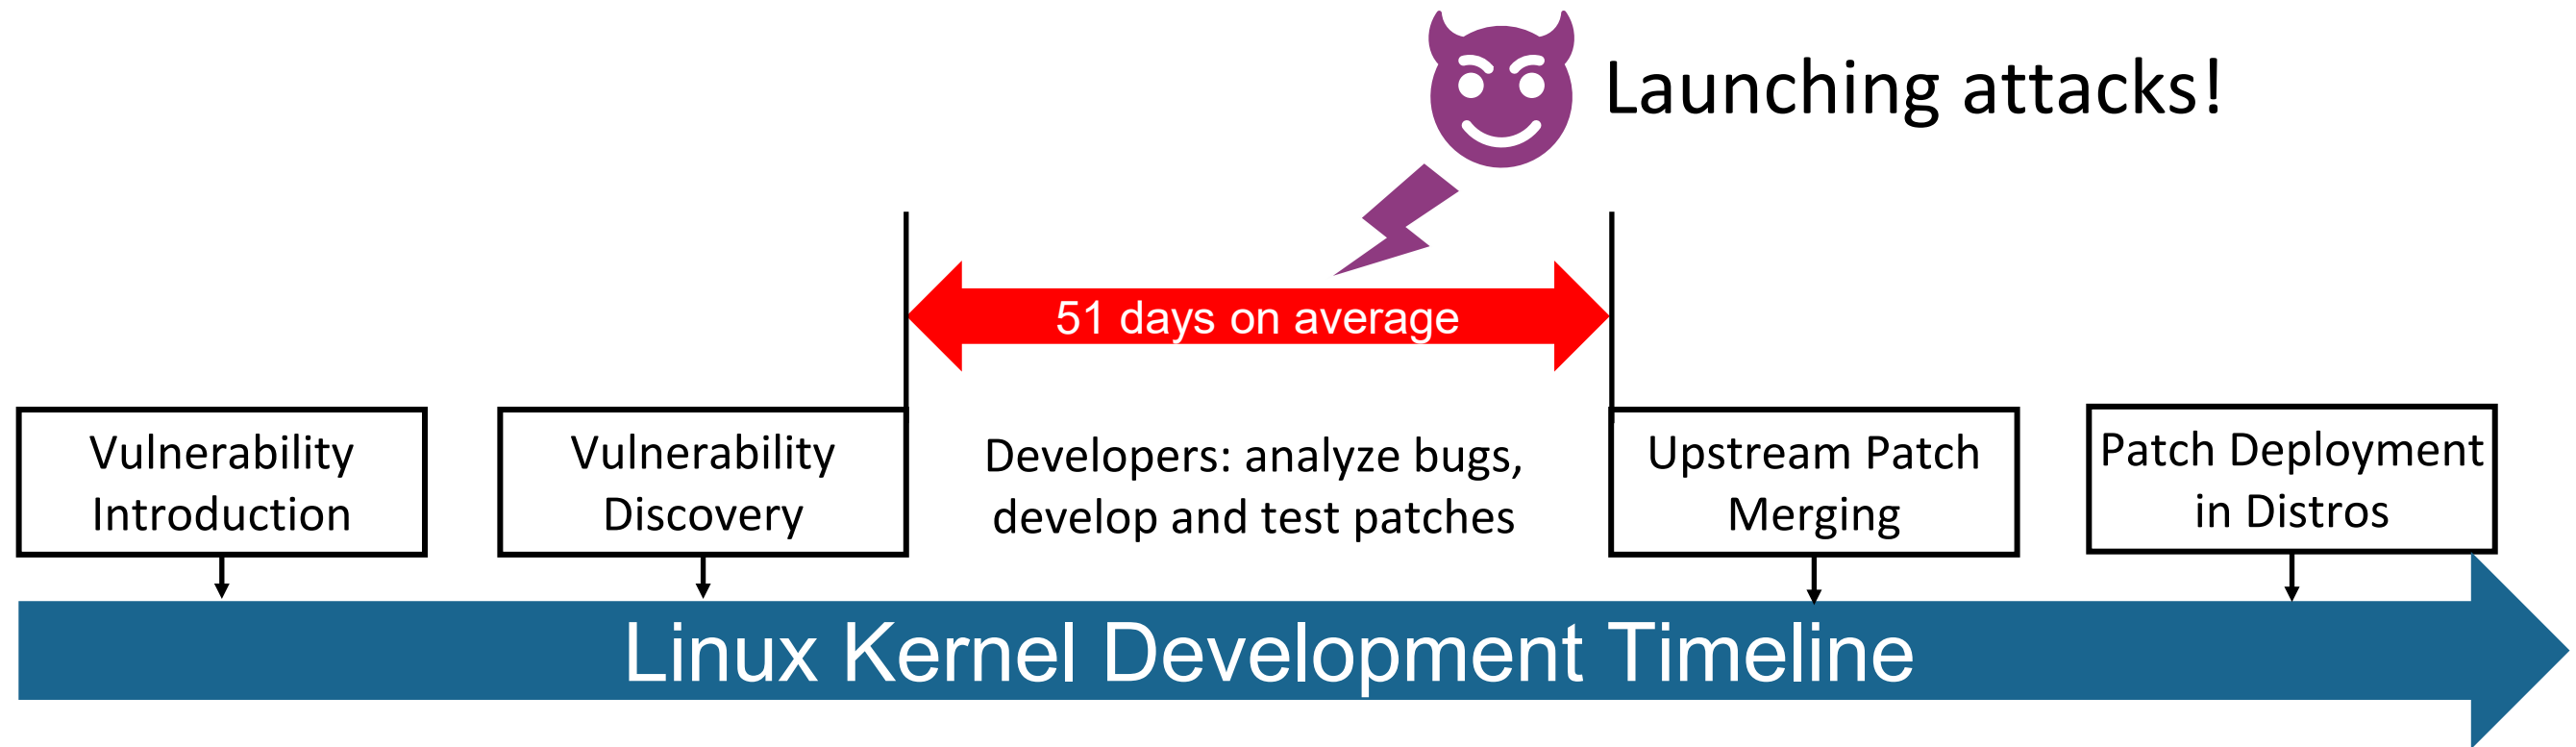 Launching attacks!
51 days on average
Vulnerability
Introduction
Vulnerability
Discovery
Developers: analyze bugs,
develop and test patches
Upstream Patch
Merging
Patch Deployment
in Distros
Linux Kernel Development Timeline